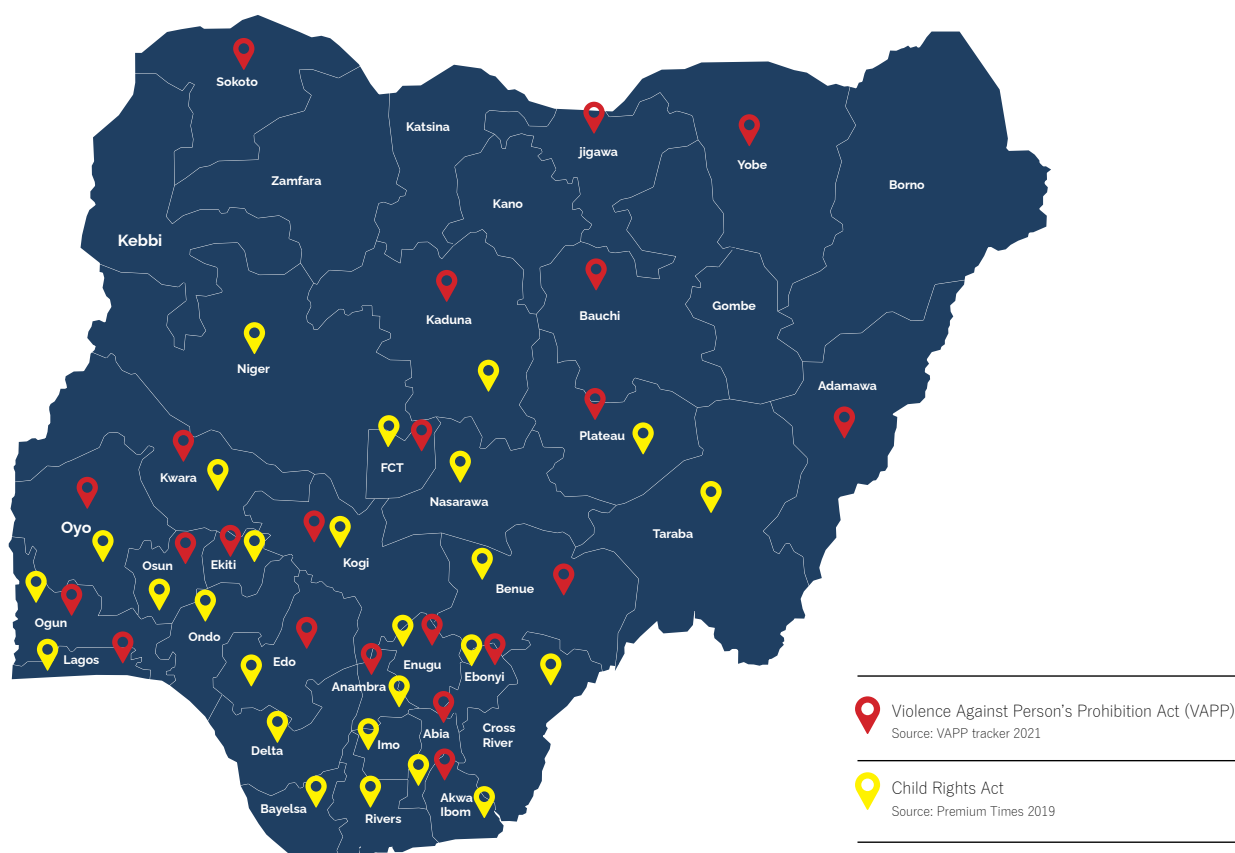 Sokoto
Katsina
jigawa
Yobe
Zamfara
Borno
Kano
Kebbi
Kaduna
Bauchi
Gombe
Niger
Adamawa
Plateau
FCT
Kwara
Nasarawa
Oyo
Taraba
Osun
Ekiti
Kogi
Benue
Ogun
Ondo
Lagos
Edo
Enugu
Ebonyi
Anambra
Abia
Cross
River
Imo
Delta
Bayelsa
Rivers
Akwa
Ibom
Violence Against Person's Prohibition Act (VAPP)
Source: VAPP tracker 2021
Child Rights Act
Source: Premium Times 2019